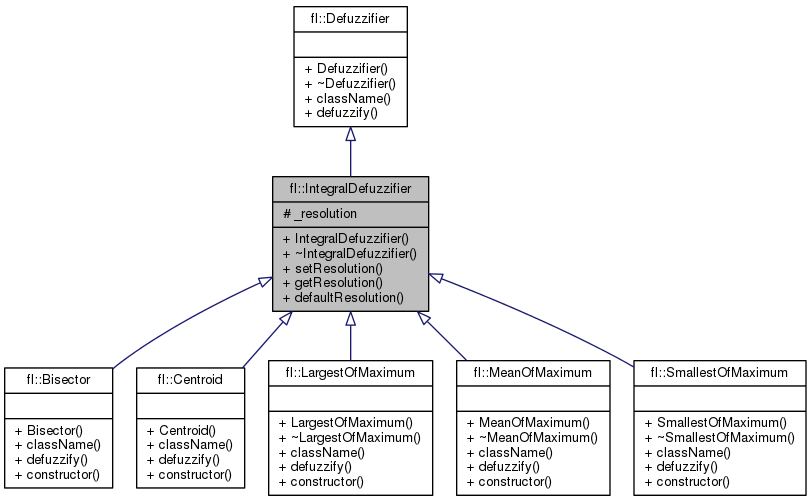 fl::Defuzzifier
+ Defuzzifier()
+ ~Defuzzifier()
+ className()
+ defuzzify()
fl::IntegralDefuzzifier
# _resolution
+ IntegralDefuzzifier()
+ ~IntegralDefuzzifier()
+ setResolution()
+ getResolution()
+ defaultResolution()
fl::Bisector
+ Bisector()
+ className()
+ defuzzify()
+ constructor()
fl::Centroid
+ Centroid()
+ className()
+ defuzzify()
+ constructor()
fl::LargestOfMaximum
+ LargestOfMaximum()
+ ~LargestOfMaximum()
+ className()
+ defuzzify()
+ constructor()
fl::MeanOfMaximum
+ MeanOfMaximum()
+ ~MeanOfMaximum()
+ className()
+ defuzzify()
+ constructor()
fl::SmallestOfMaximum
+ SmallestOfMaximum()
+ ~SmallestOfMaximum()
+ className()
+ defuzzify()
+ constructor()